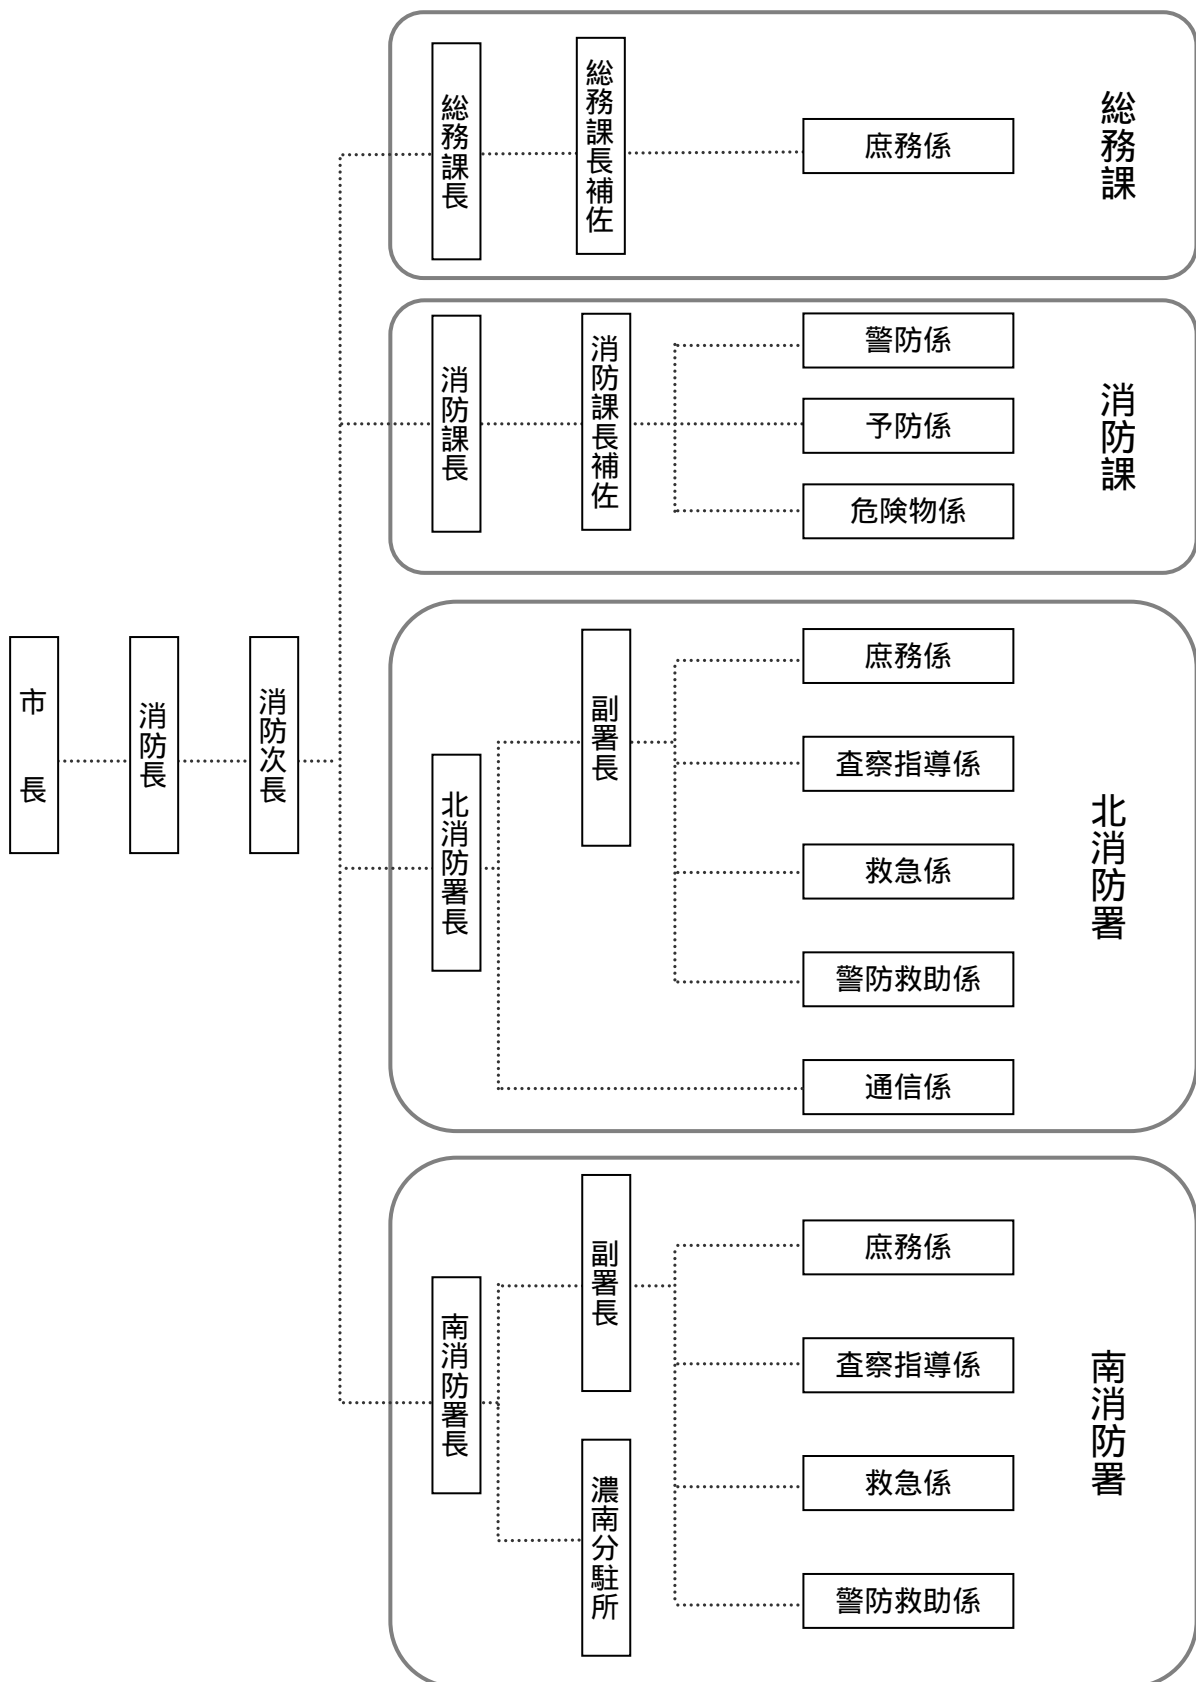 市長
消防長
消防次長
総務課長
総務課長補佐
庶務係
総務課
消防課長
消防課長補佐
警防係
予防係
危険物係
消防課
北消防署長
副署長
庶務係
査察指導係
救急係
警防救助係
通信係
北消防署
南消防署長
副署長
濃南分駐所
庶務係
査察指導係
救急係
警防救助係
南消防署